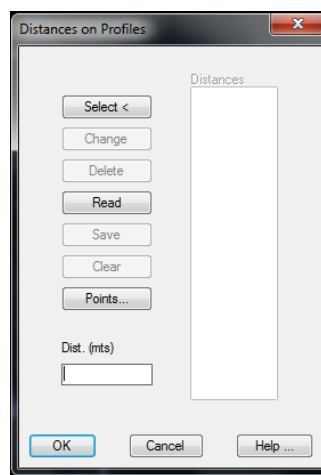 Distances on Profiles
Distances
Select <
Change
Delete
Read
Save
Clear
Points...
Dist. (mts)
OK
Cancel
Help ...